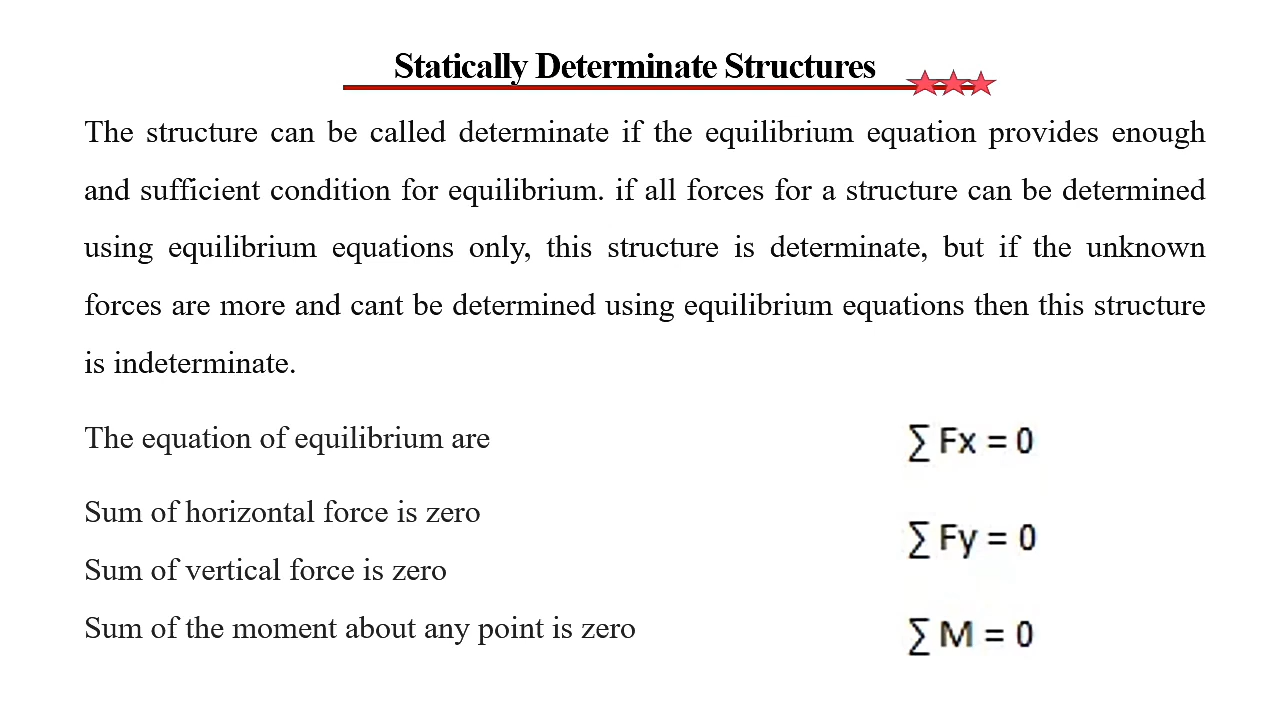 Statically Determinate Structures
The structure can be called determinate if the equilibrium equation provides enough
and sufficient condition for equilibrium. if all forces for a structure can be determined
using equilibrium equations only, this structure is determinate, but if the unknown
forces are more and cant be determined using equilibrium equations then this structure
is indeterminate.
The equation of equilibrium are
∑ Fx = 0
Sum of horizontal force is zero
∑ Fy = 0
Sum of vertical force is zero
Sum of the moment about any point is zero
∑ M = 0